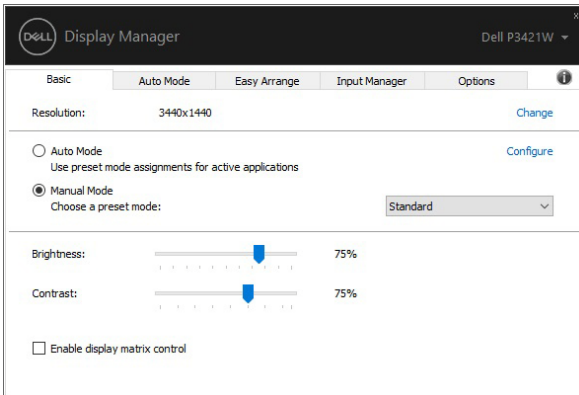 DELL Display Manager Dell P3421W
Basic Auto Mode Easy Arrange Input Manager Options
Resolution: 3440x1440 Change
Auto Mode Configure
Use preset mode assignments for active applications
Manual Mode
Choose a preset mode: Standard
Brightness: 75%
Contrast: 75%
Enable display matrix control